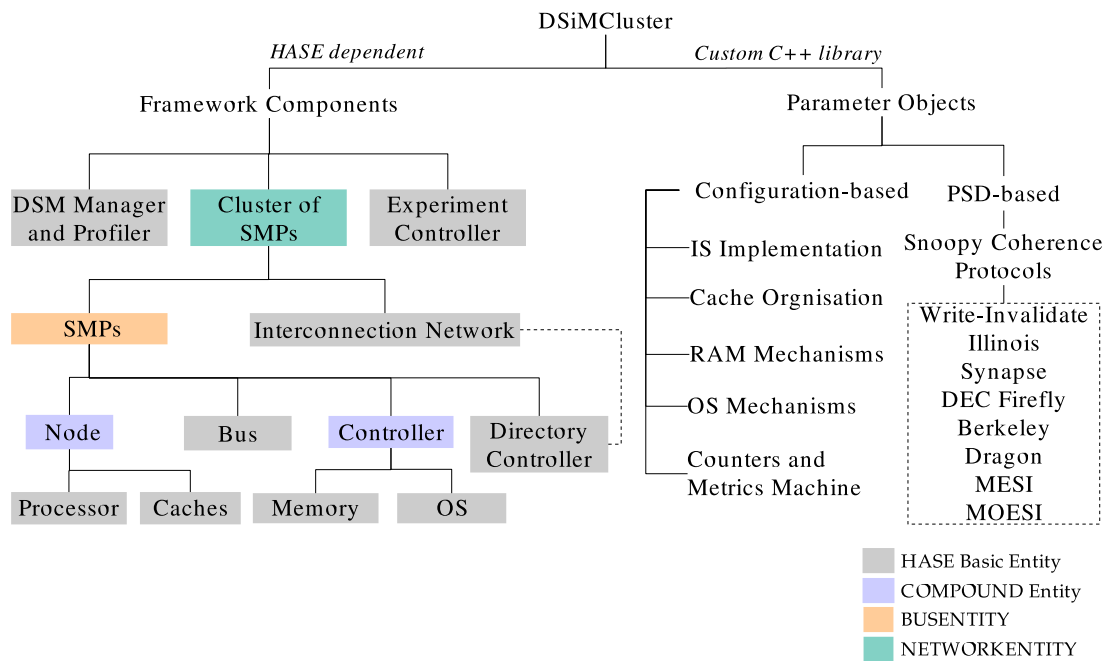 DSiMCluster
HASE dependent
Custom C++ library
Framework Components
Parameter Objects
DSM Manager
and Profiler
Cluster of
SMPs
Experiment
Controller
Configuration-based
PSD-based
IS Implementation
Snoopy Coherence
Protocols
Cache Orgnisation
SMPs
Interconnection Network
RAM Mechanisms
OS Mechanisms
Counters and
Metrics Machine
Write-Invalidate
Illinois
Synapse
DEC Firefly
Berkeley
Dragon
MESI
MOESI
Node
Bus
Controller
Directory
Controller
Processor
Caches
Memory
OS
HASE Basic Entity
COMPOUND Entity
BUSENTITY
NETWORKENTITY